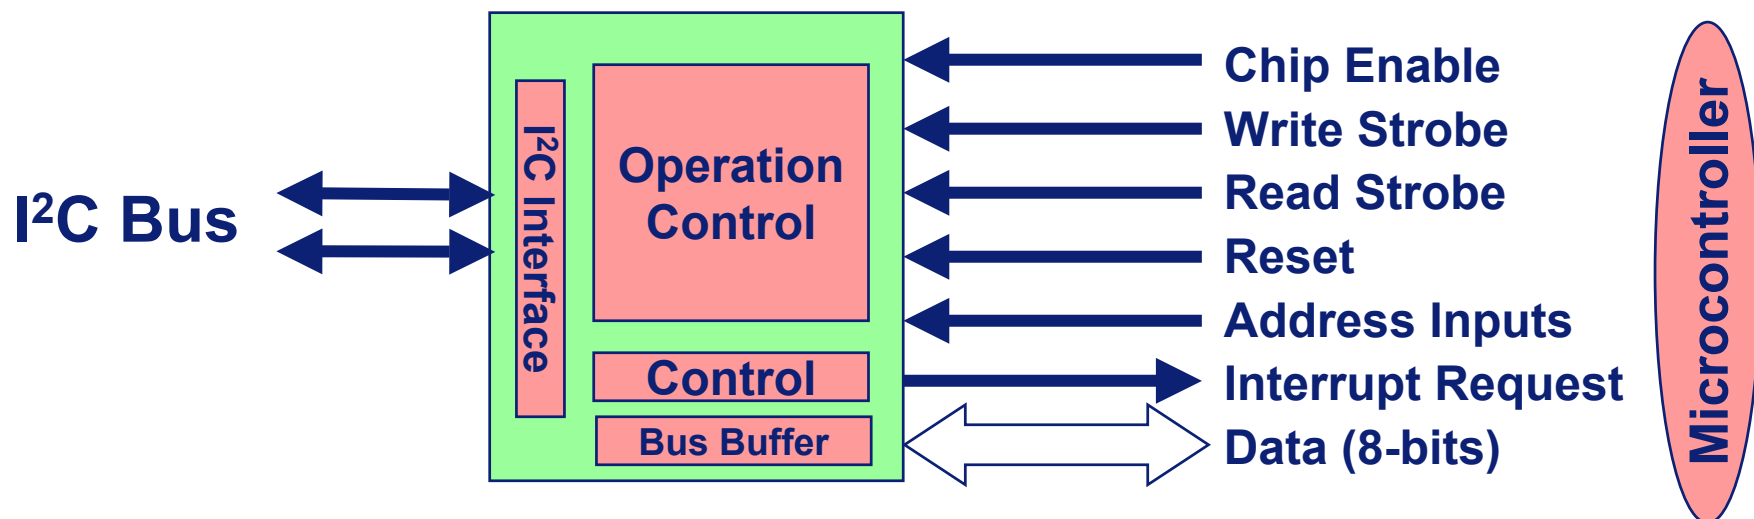 I²C Bus
I²C Interface
Operation
Control
Control
Bus Buffer
Chip Enable
Write Strobe
Read Strobe
Reset
Address Inputs
Interrupt Request
Data (8-bits)
Microcontroller